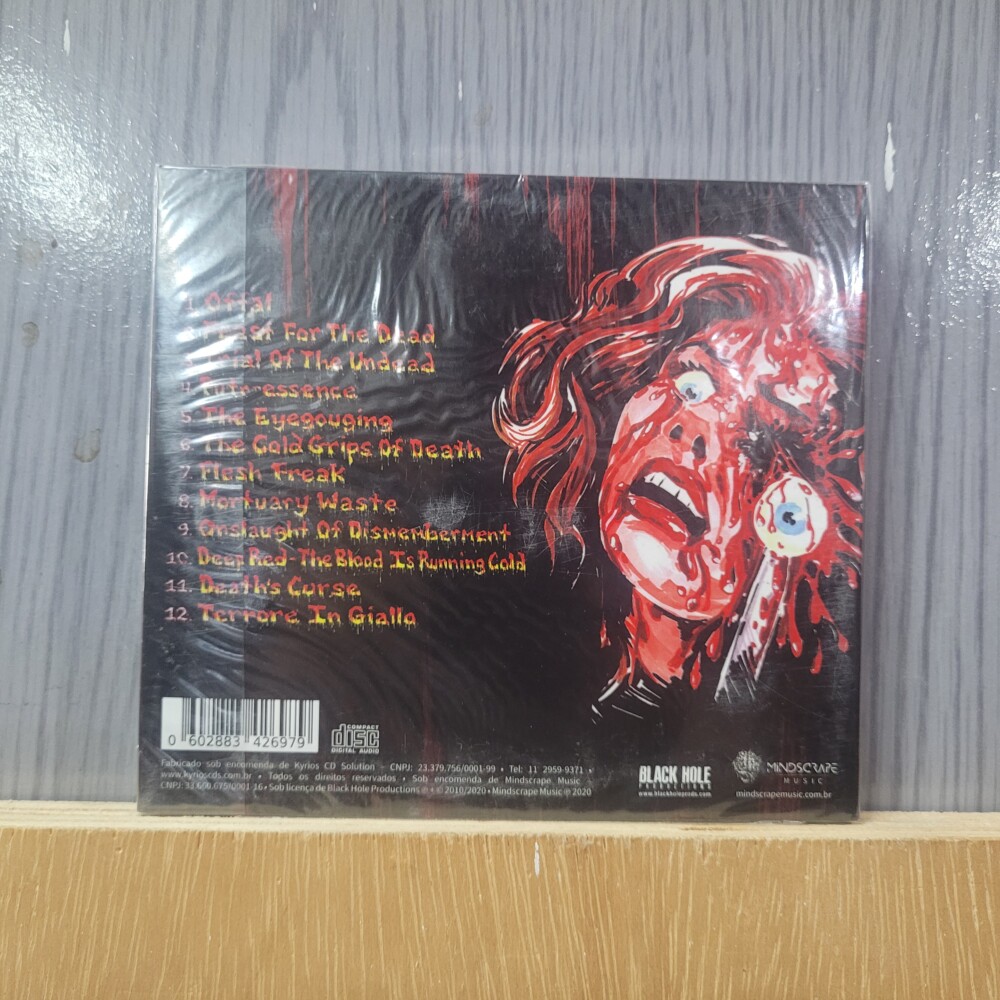 1. Offal
Feast For The Dead
Of The Undead
4.
5. The Eyegouging
6. The Cold Grips Of Death
7. Flesh Freak
8. Mortuary Waste
9. Onslaught Of Dismemberment
10. Deep Red-The Blood Is Running Cold
11. Death's Curse
12. Terrore In Giallo
0 602883 426979
COMPACT
disc
DIGITAL AUDIO
Fabricado sob encomenda de Kyrios CD Solution - CNPJ: 23.379.756/0001-99 • Tel: 11 2959-9371 •
www.kyrioscds.com.br • Todos os direitos reservados • Sob encomenda de Mindscrape Music
CNPJ: • Sob licença de Black Hole Productions ℗ • © 2010/2020 • Mindscrape Music ℗ 2020
BLACK HOLE
PRODUCTIONS
www.blackholeprods.com
MINDSCRAPE
MUSIC
mindscrapemusic.com.br